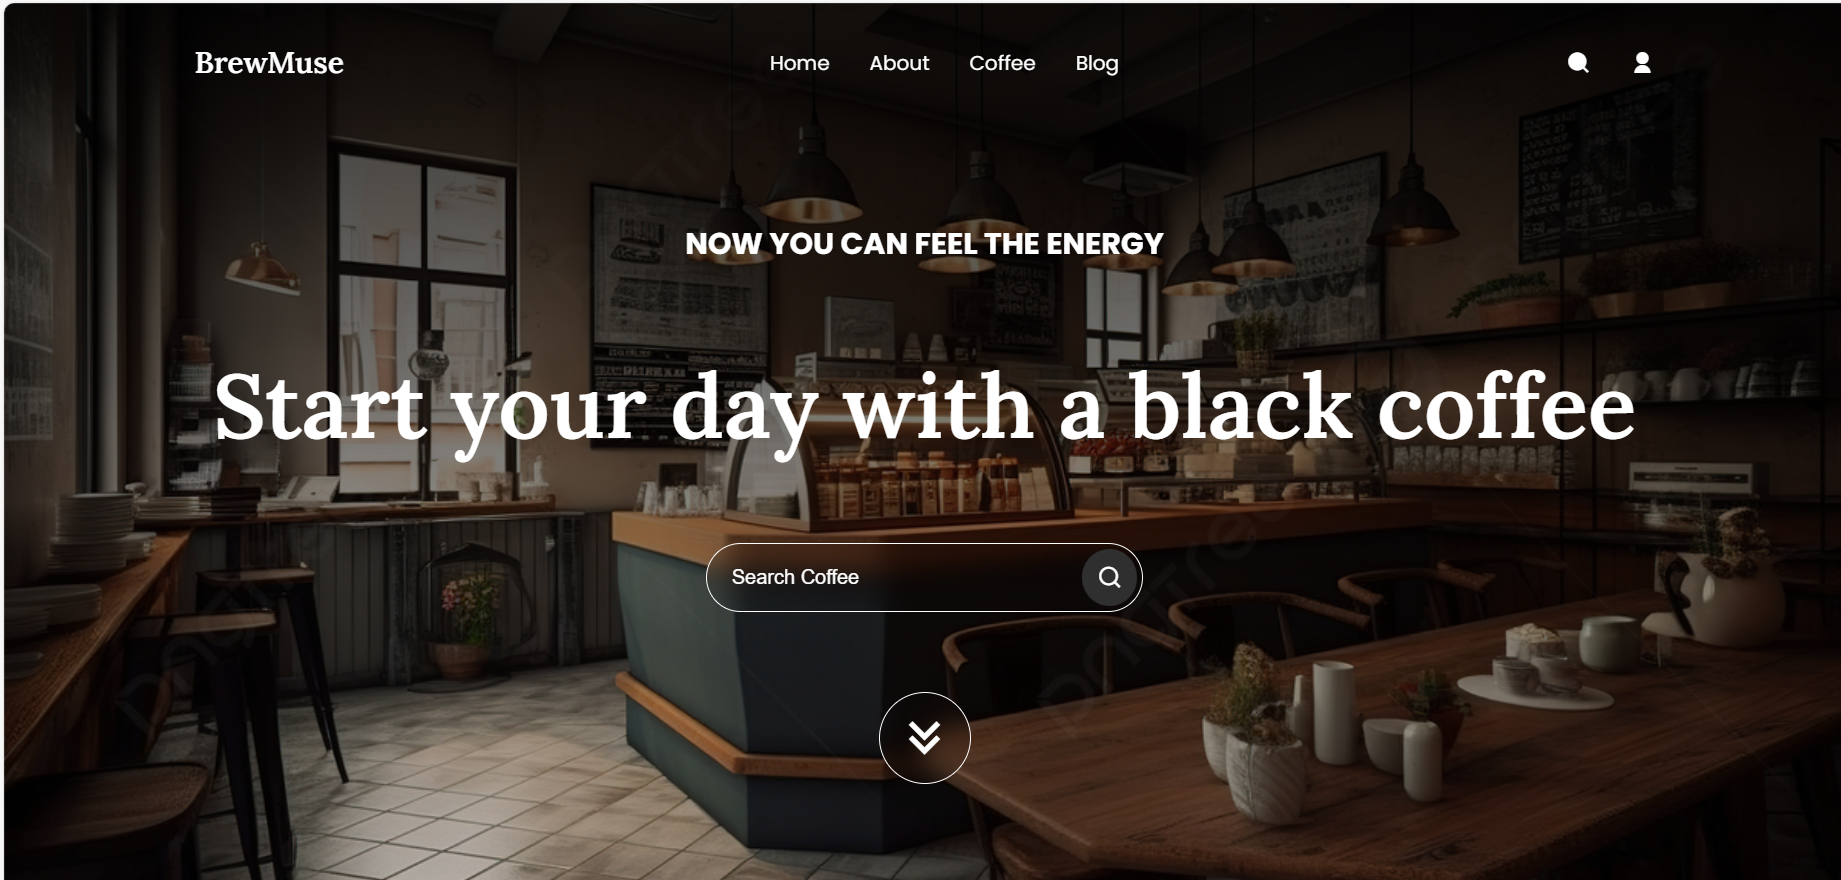 BrewMuse
Home
About
Coffee
Blog
NOW YOU CAN FEEL THE ENERGY
Start your day with a black coffee
Search Coffee